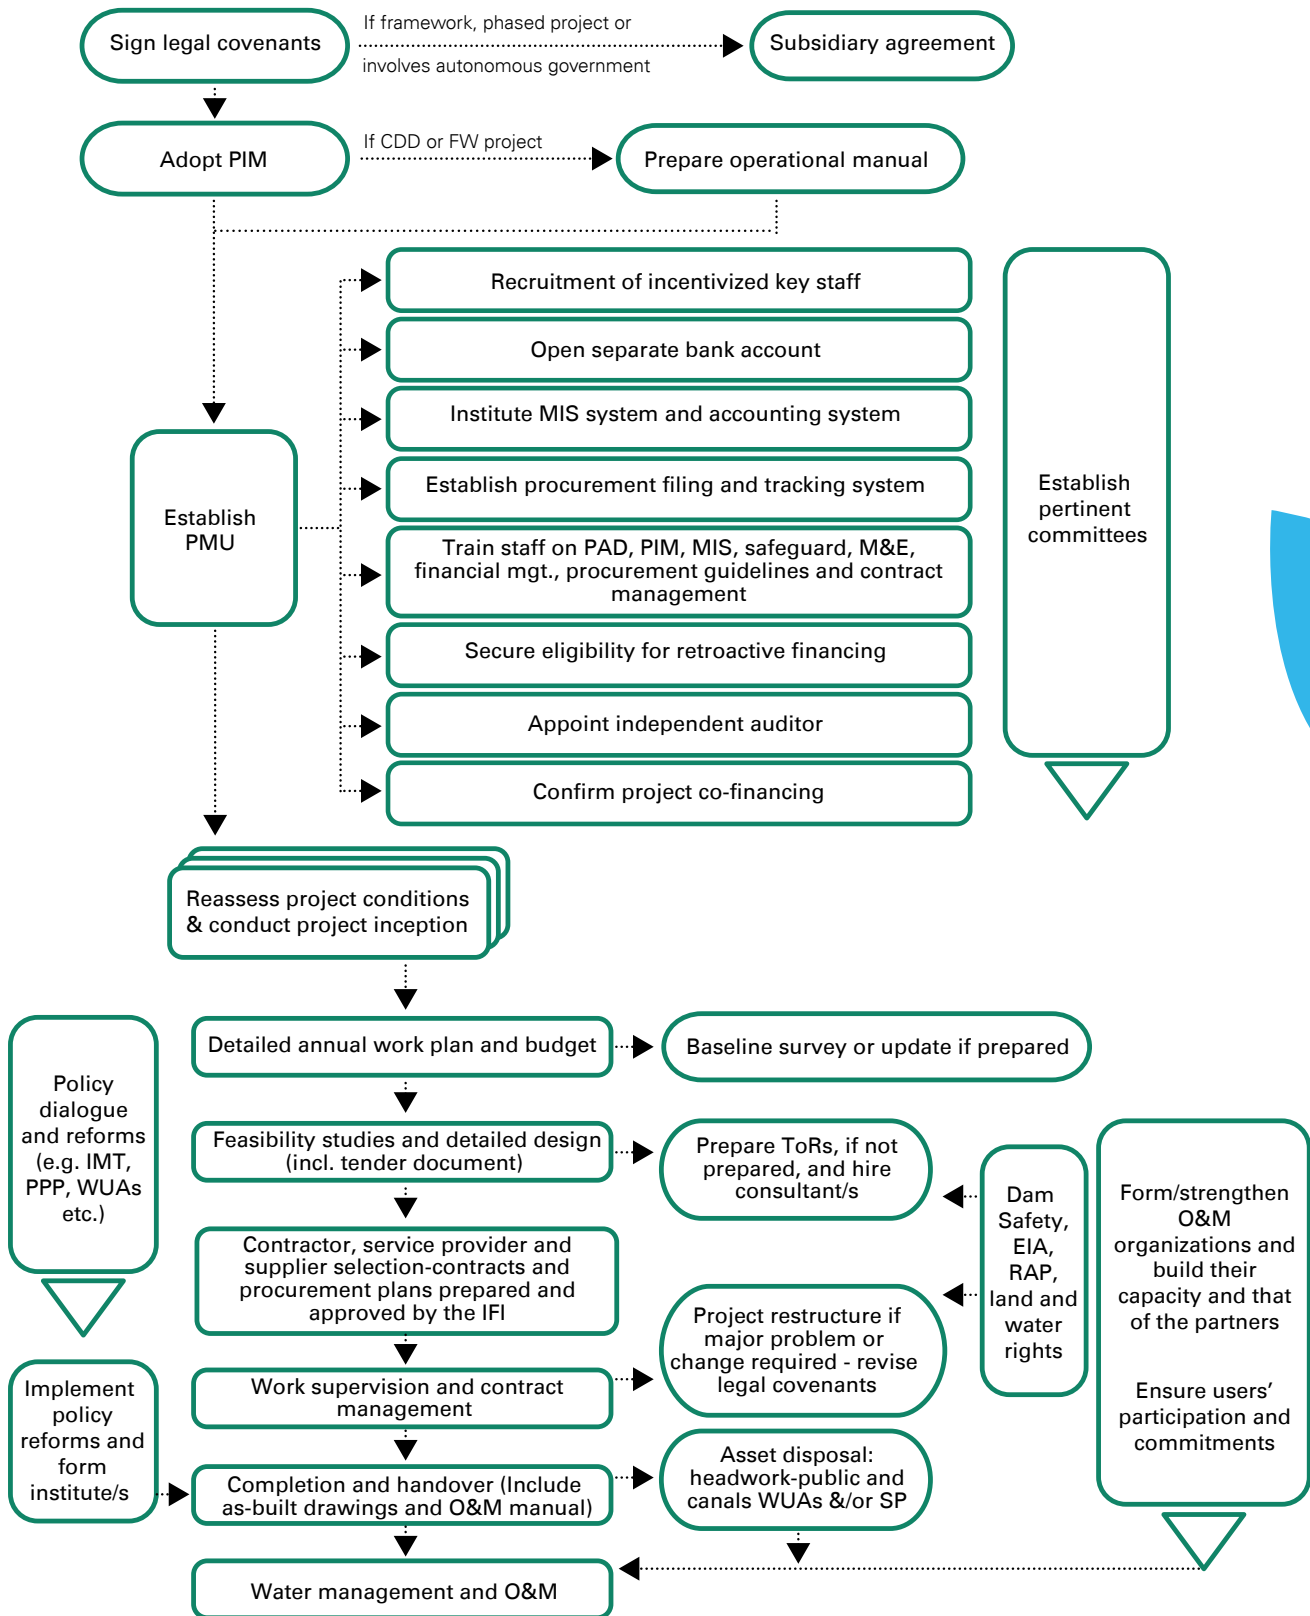 Sign legal covenants
If framework, phased project or
involves autonomous government
Subsidiary agreement
Adopt PIM
If CDD or FW project
Prepare operational manual
Recruitment of incentivized key staff
Open separate bank account
Institute MIS system and accounting system
Establish procurement filing and tracking system
Train staff on PAD, PIM, MIS, safeguard, M&E,
financial mgt., procurement guidelines and contract
management
Secure eligibility for retroactive financing
Appoint independent auditor
Confirm project co-financing
Establish
PMU
Establish
pertinent
committees
Reassess project conditions
& conduct project inception
Detailed annual work plan and budget
Baseline survey or update if prepared
Policy
dialogue
and reforms
(e.g. IMT,
PPP, WUAs
etc.)
Feasibility studies and detailed design
(incl. tender document)
Prepare ToRs, if not
prepared, and hire
consultant/s
Dam
Safety,
EIA,
RAP,
land and
water
rights
Form/strengthen
O&M
organizations and
build their
capacity and that
of the partners
Ensure users’
participation and
commitments
Contractor, service provider and
supplier selection-contracts and
procurement plans prepared and
approved by the IFI
Project restructure if
major problem or
change required - revise
legal covenants
Implement
policy
reforms and
form
institute/s
Work supervision and contract
management
Completion and handover (Include
as-built drawings and O&M manual)
Asset disposal:
headwork-public and
canals WUAs &/or SP
Water management and O&M